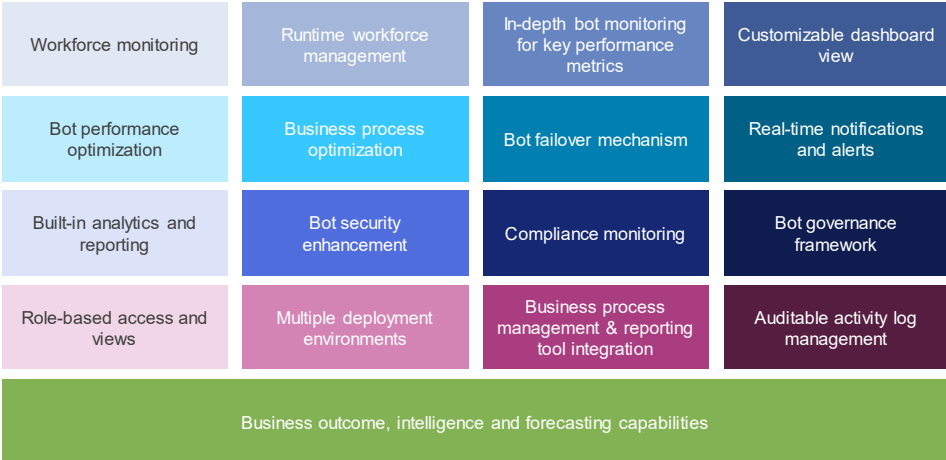 Workforce monitoring
Runtime workforce
management
In-depth bot monitoring
for key performance
metrics
Customizable dashboard
view
Bot performance
optimization
Business process
optimization
Bot failover mechanism
Real-time notifications
and alerts
Built-in analytics and
reporting
Bot security
enhancement
Compliance monitoring
Bot governance
framework
Role-based access and
views
Multiple deployment
environments
Business process
management & reporting
tool integration
Auditable activity log
management
Business outcome, intelligence and forecasting capabilities